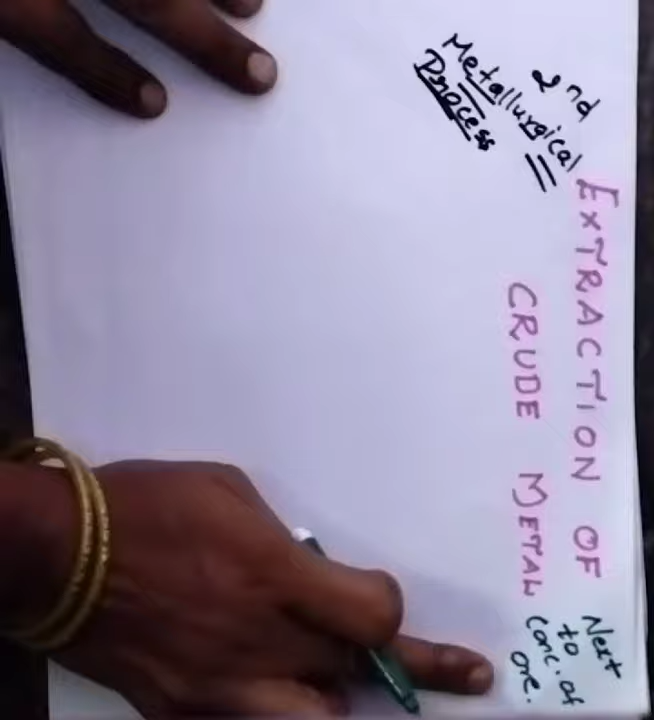 2nd
Metallurgical
Process
EXTRACTION OF
CRUDE METAL
Next
to
Conc. of
ore.